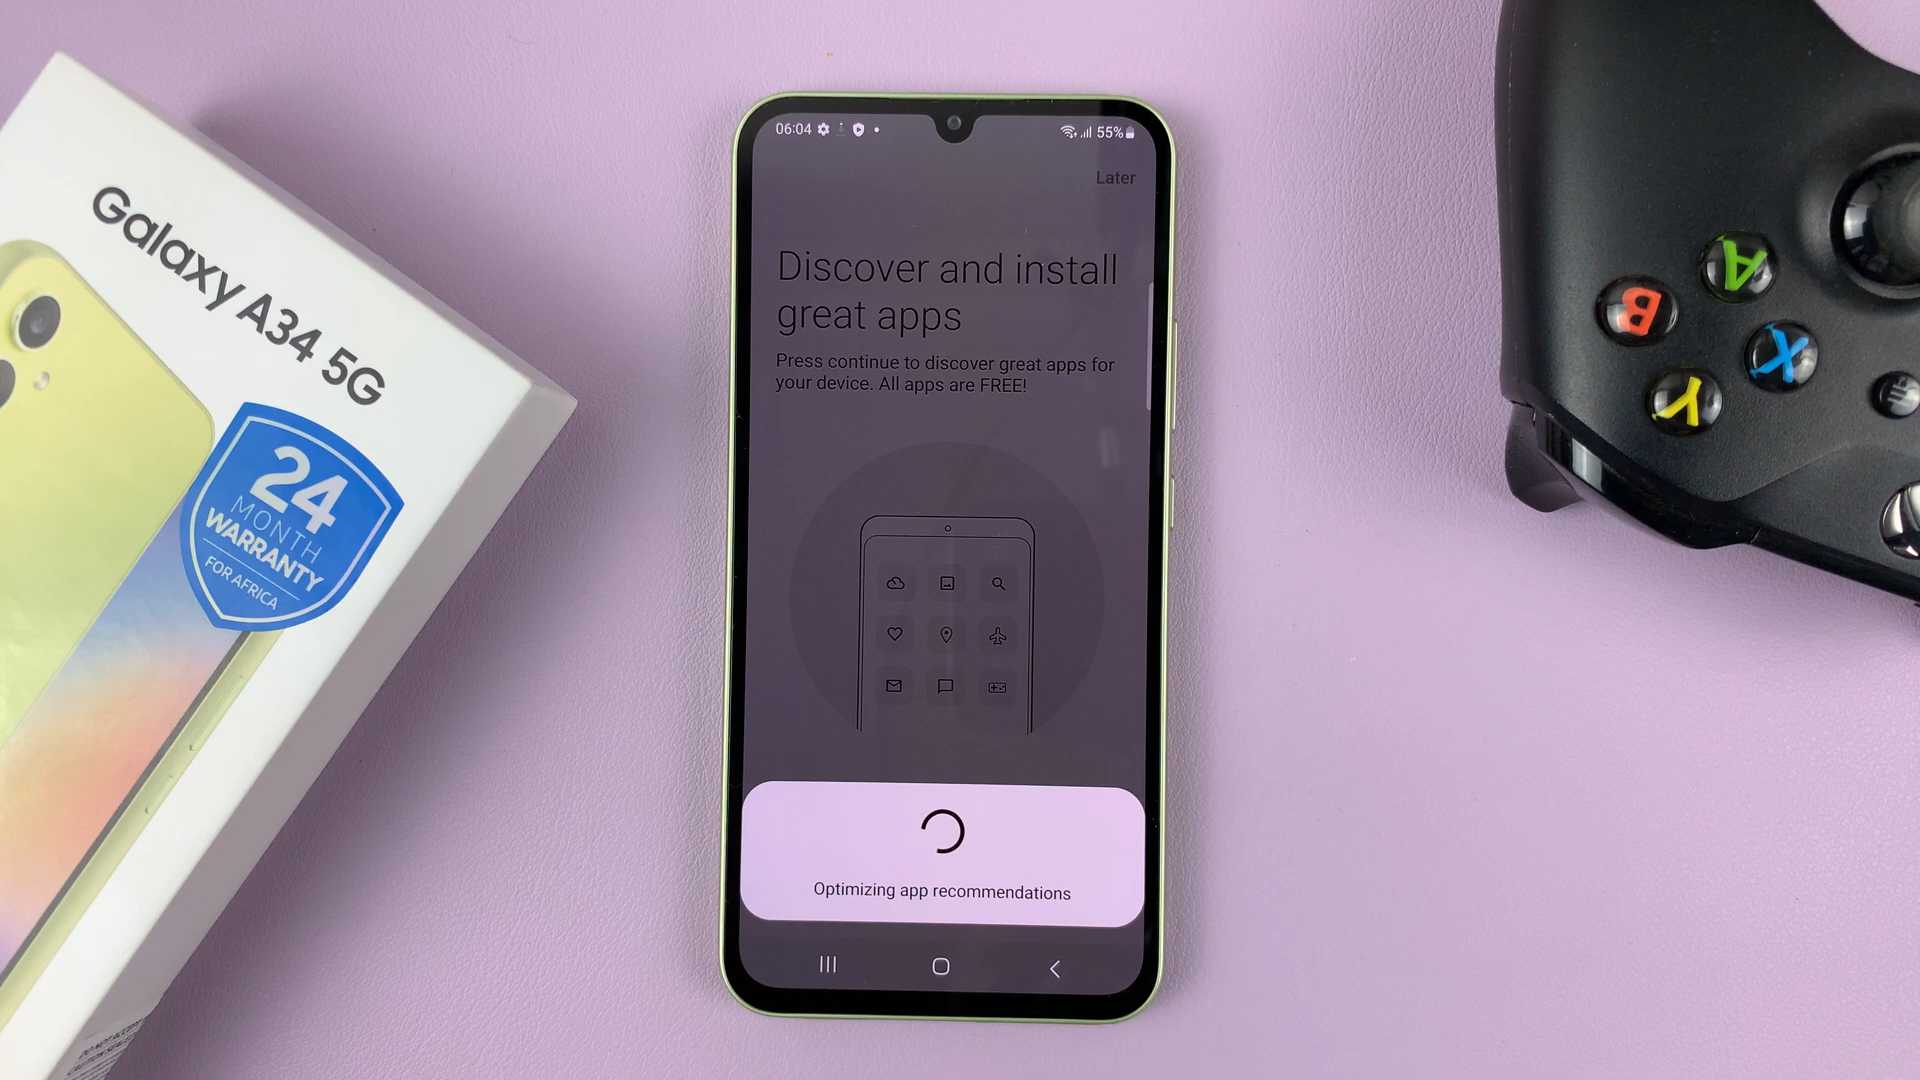 Galaxy A34 5G
24
MONTH
WARRANTY
FOR AFRICA
06:04
55%
Later
Discover and install
great apps
Press continue to discover great apps for
your device. All apps are FREE!
Optimizing app recommendations
A
B
X
Y